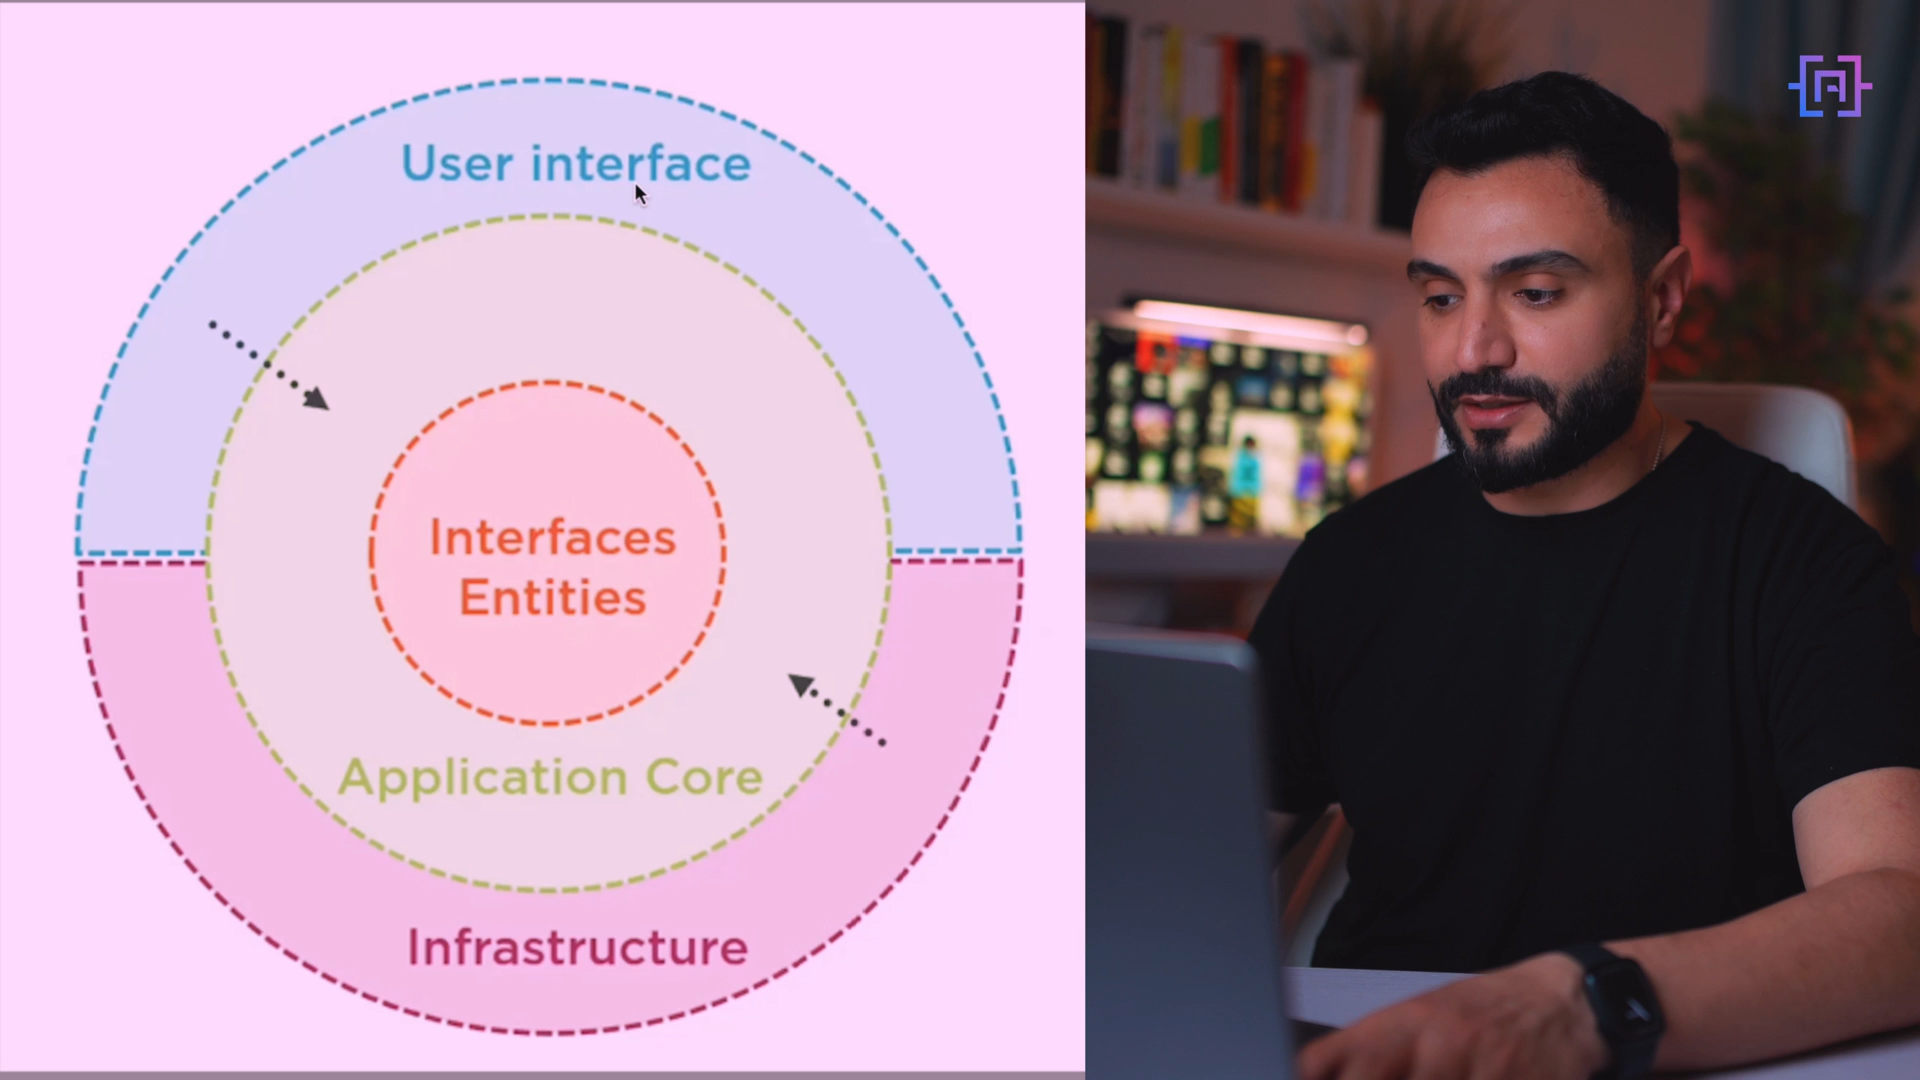 User interface
Interfaces
Entities
Application Core
Infrastructure